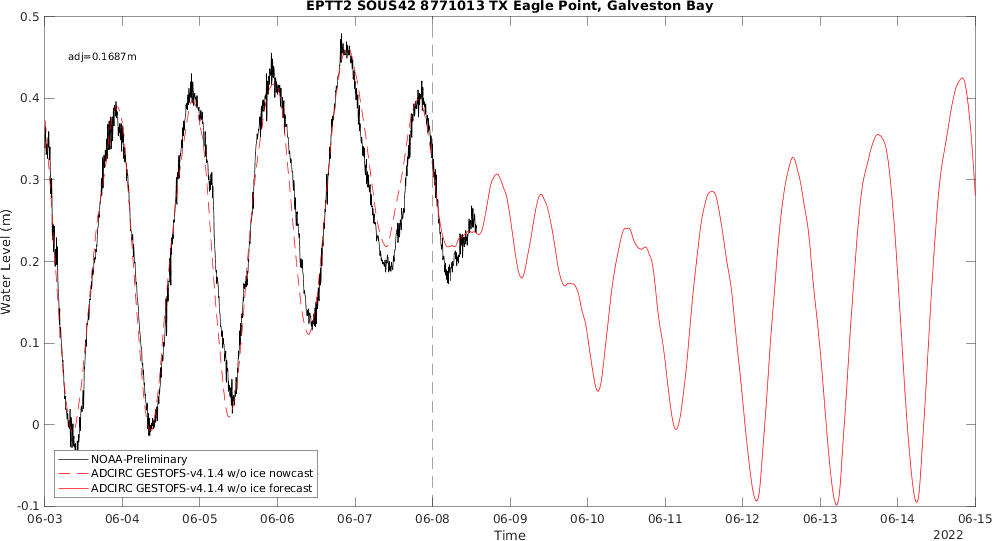 EPTT2 SOUS42 8771013 TX Eagle Point, Galveston Bay
adj=0.1687m
0.5
0.4
0.3
0.2
0.1
0
-0.1
Water Level (m)
NOAA-Preliminary
ADCIRC GESTOFS-v4.1.4 w/o ice nowcast
ADCIRC GESTOFS-v4.1.4 w/o ice forecast
06-03 06-04 06-05 06-06 06-07 06-08 06-09 06-10 06-11 06-12 06-13 06-14 06-15
Time
2022